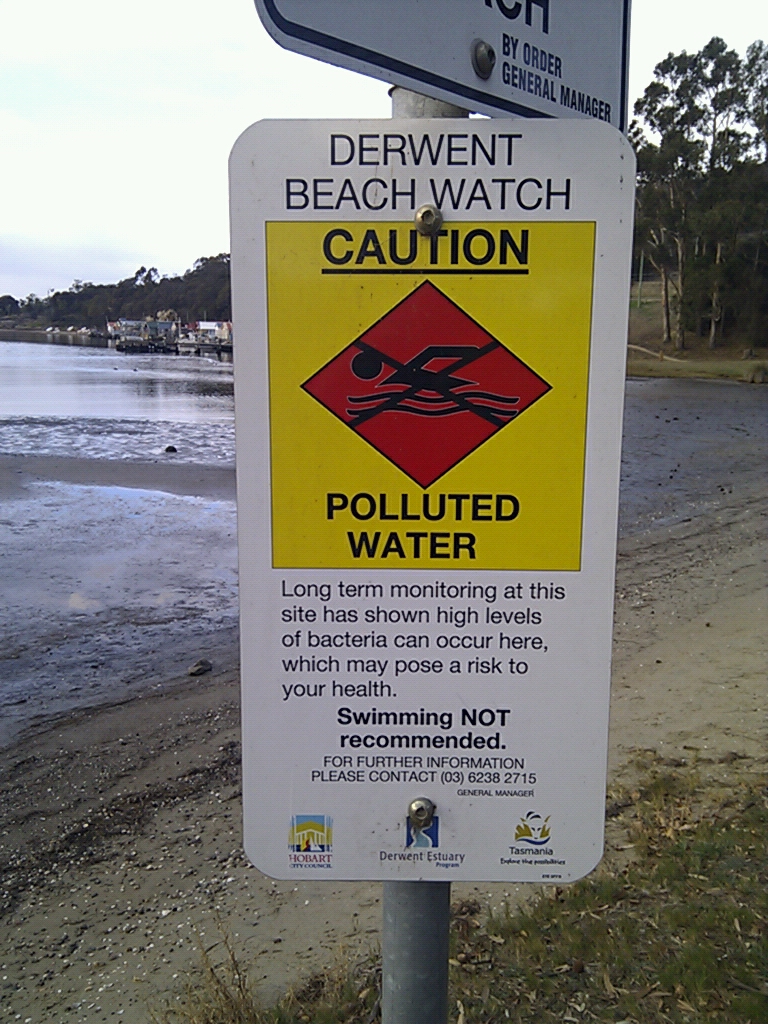 BY ORDER
GENERAL MANAGER
DERWENT
BEACH WATCH
CAUTION
POLLUTED
WATER
Long term monitoring at this
site has shown high levels
of bacteria can occur here,
which may pose a risk to
your health.
Swimming NOT
recommended.
FOR FURTHER INFORMATION
PLEASE CONTACT (03) 6238 2715
GENERAL MANAGER
HOBART
CITY COUNCIL
Derwent Estuary
Program
Tasmania
Explore the possibilities